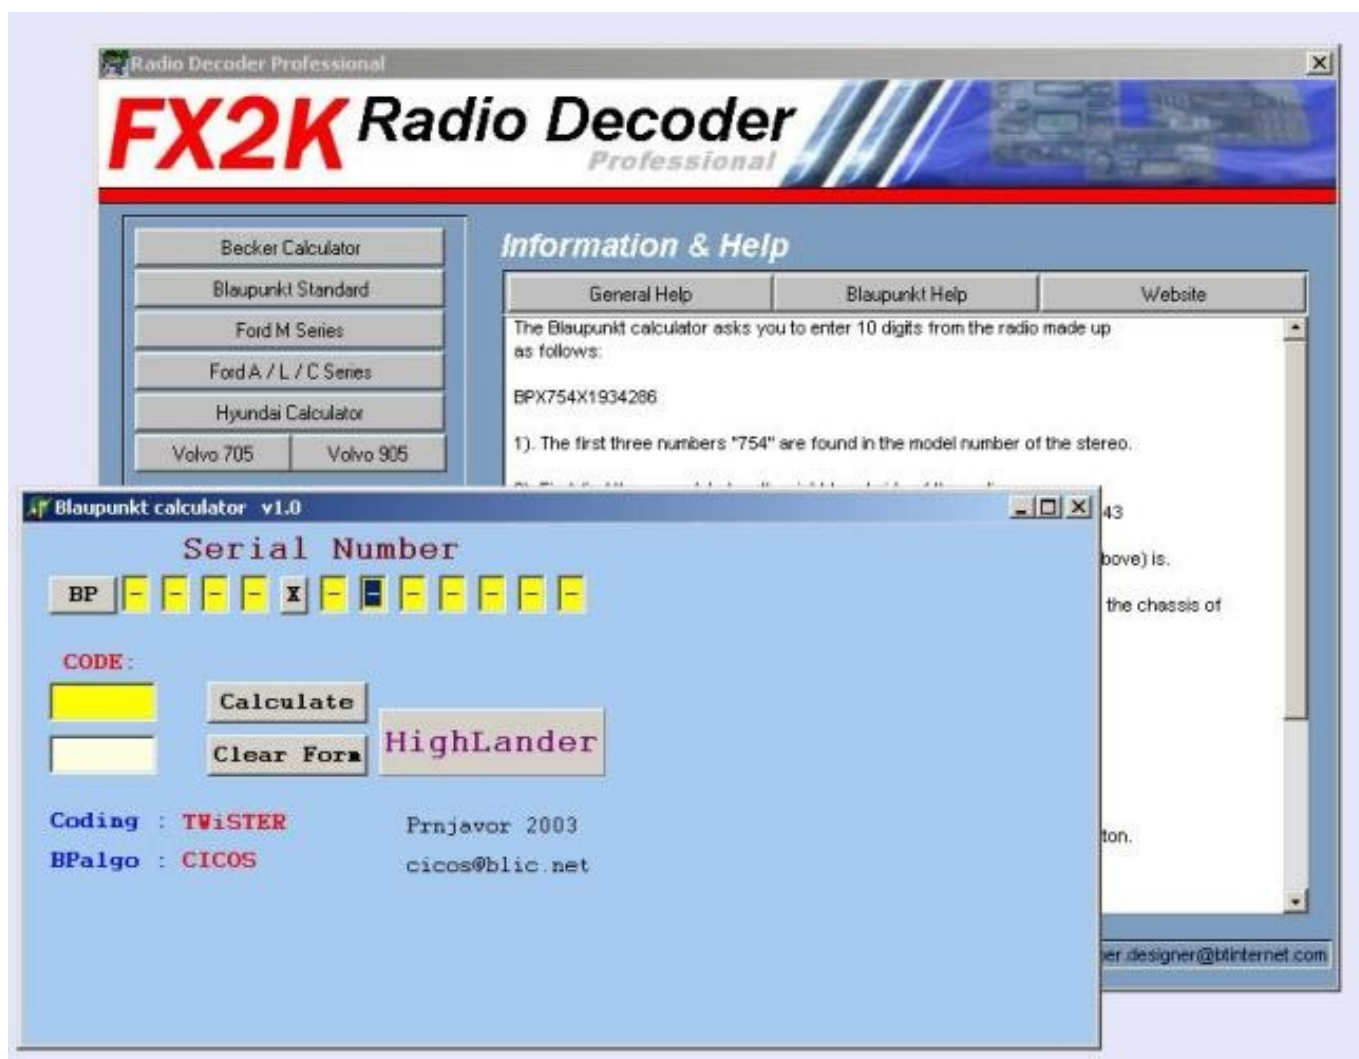 Radio Decoder Professional
FX2K Radio Decoder
Professional
Becker Calculator
Blaupunkt Standard
Ford M Series
Ford A / L / C Series
Hyundai Calculator
Volvo 705 Volvo 905
Information & Help
General Help Blaupunkt Help Website
The Blaupunkt calculator asks you to enter 10 digits from the radio made up
as follows:
BPX754X1934286
1). The first three numbers "754" are found in the model number of the stereo.
43
bove) is.
the chassis of
ton.
er.designer@btinternet.com
Blaupunkt calculator v1.0
Serial Number
BP - - - - X - - - - - - -
CODE:
Calculate
Clear Form
HighLander
Coding : TWiSTER
Prnjavor 2003
BPalgo : CICOS
cicos@blic.net